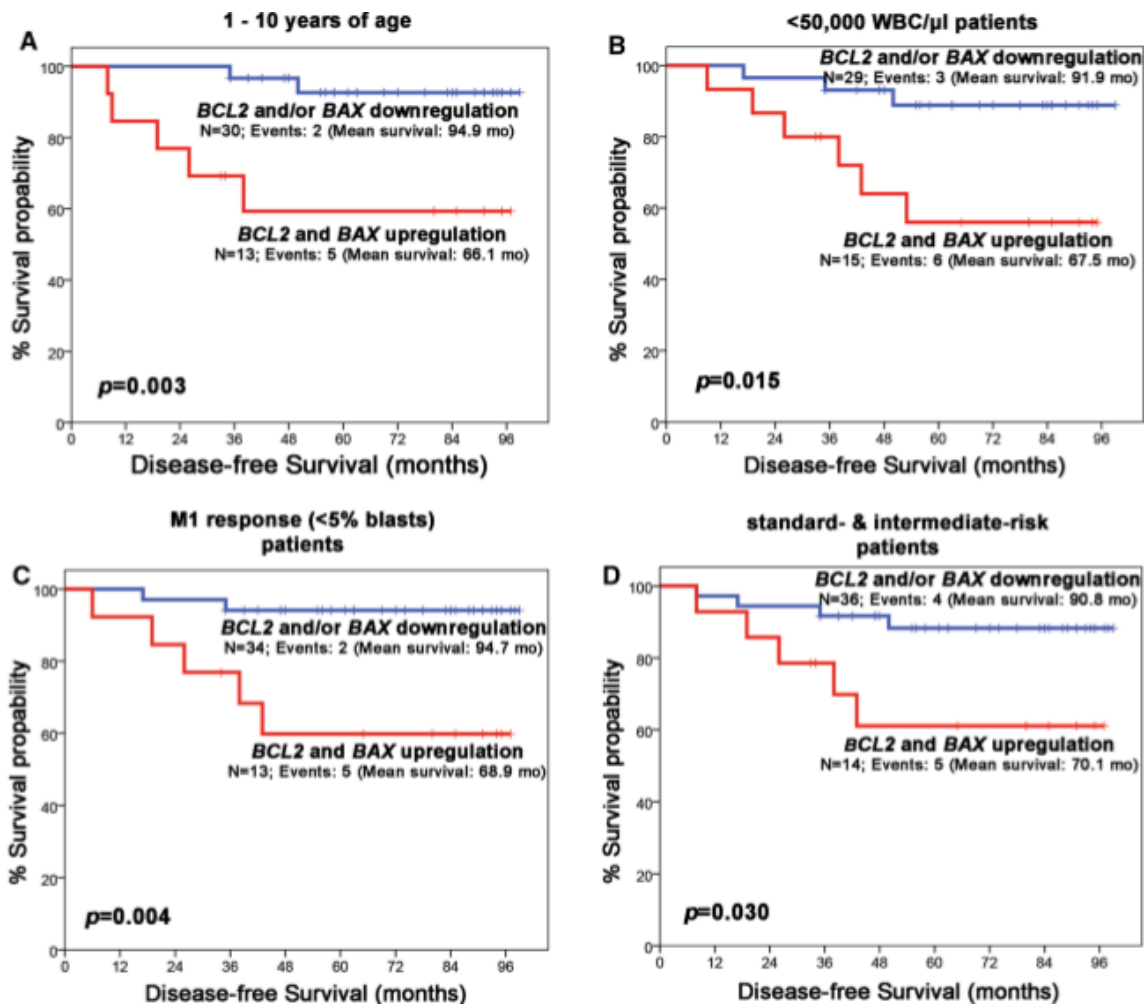 A
1 - 10 years of age
100
80
60
40
20
0
% Survival propability
BCL2 and/or BAX downregulation
N=30; Events: 2 (Mean survival: 94.9 mo)
BCL2 and BAX upregulation
N=13; Events: 5 (Mean survival: 66.1 mo)
p=0.003
0 12 24 36 48 60 72 84 96
Disease-free Survival (months)
B
<50,000 WBC/µl patients
100
80
60
40
20
0
% Survival propability
BCL2 and/or BAX downregulation
N=29; Events: 3 (Mean survival: 91.9 mo)
BCL2 and BAX upregulation
N=15; Events: 6 (Mean survival: 67.5 mo)
p=0.015
0 12 24 36 48 60 72 84 96
Disease-free Survival (months)
C
M1 response (<5% blasts)
patients
100
80
60
40
20
0
% Survival propability
BCL2 and/or BAX downregulation
N=34; Events: 2 (Mean survival: 94.7 mo)
BCL2 and BAX upregulation
N=13; Events: 5 (Mean survival: 68.9 mo)
p=0.004
0 12 24 36 48 60 72 84 96
Disease-free Survival (months)
D
standard- & intermediate-risk
patients
100
80
60
40
20
0
% Survival propability
BCL2 and/or BAX downregulation
N=36; Events: 4 (Mean survival: 90.8 mo)
BCL2 and BAX upregulation
N=14; Events: 5 (Mean survival: 70.1 mo)
p=0.030
0 12 24 36 48 60 72 84 96
Disease-free Survival (months)